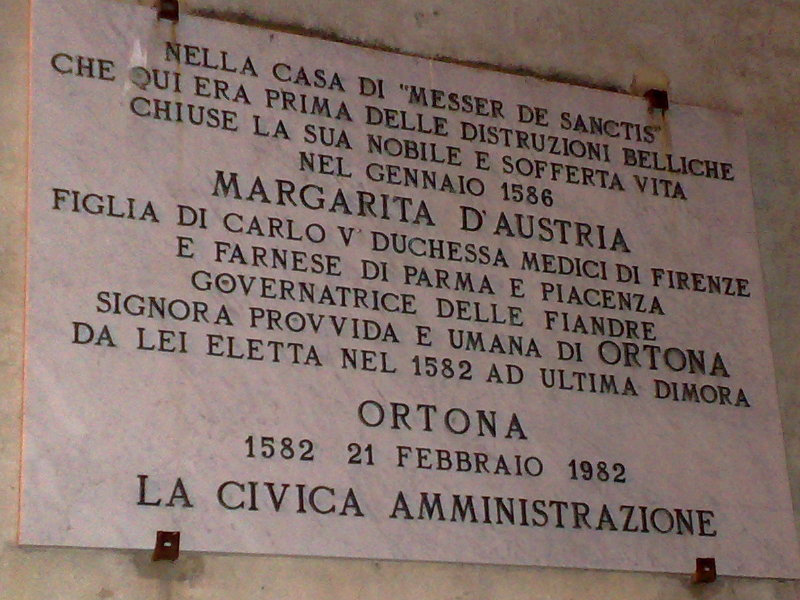 NELLA CASA DI "MESSER DE SANCTIS"
CHE QUI ERA PRIMA DELLE DISTRUZIONI BELLICHE
CHIUSE LA SUA NOBILE E SOFFERTA VITA
NEL GENNAIO 1586
MARGARITA D'AUSTRIA
FIGLIA DI CARLO V° DUCHESSA MEDICI DI FIRENZE
E FARNESE DI PARMA E PIACENZA
GOVERNATRICE DELLE FIANDRE
SIGNORA PROVVIDA E UMANA DI ORTONA
DA LEI ELETTA NEL 1582 AD ULTIMA DIMORA
ORTONA
1582 21 FEBBRAIO 1982
LA CIVICA AMMINISTRAZIONE